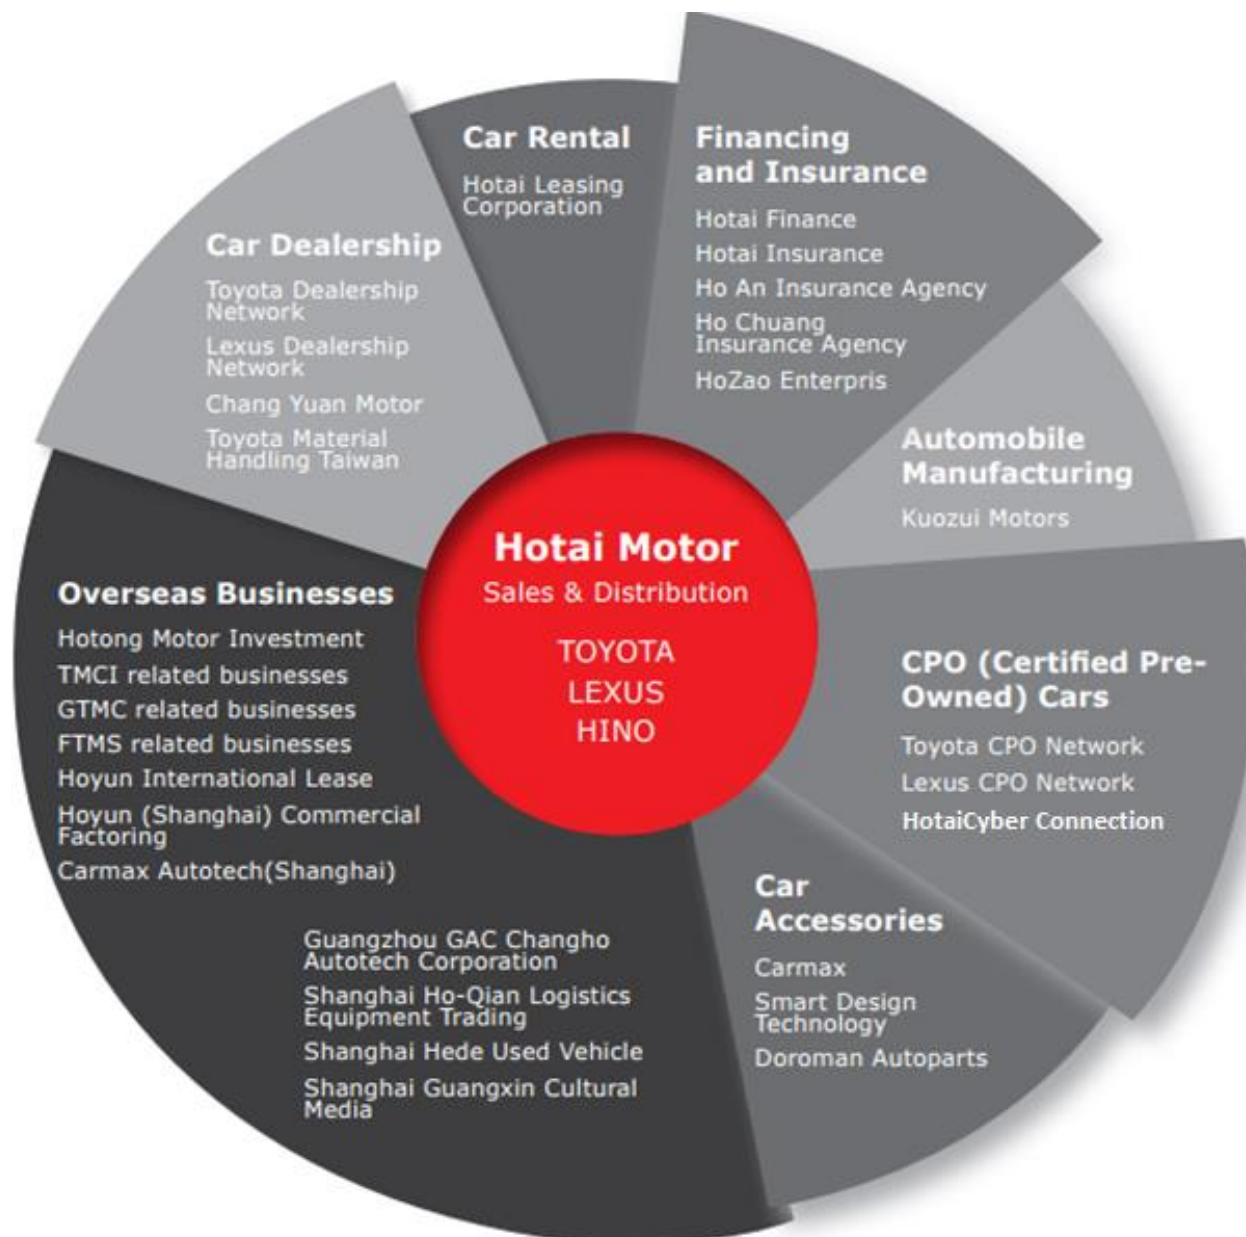 Car Rental
Hotai Leasing
Corporation
Financing
and Insurance
Hotai Finance
Hotai Insurance
Ho An Insurance Agency
Ho Chuang
Insurance Agency
HoZao Enterpris
Car Dealership
Toyota Dealership
Network
Lexus Dealership
Network
Chang Yuan Motor
Toyota Material
Handling Taiwan
Automobile
Manufacturing
Kuozui Motors
Hotai Motor
Sales & Distribution
TOYOTA
LEXUS
HINO
Overseas Businesses
Hotong Motor Investment
TMCI related businesses
GTMC related businesses
FTMS related businesses
Hoyun International Lease
Hoyun (Shanghai) Commercial
Factoring
Carmax Autotech(Shanghai)
Guangzhou GAC Changho
Autotech Corporation
Shanghai Ho-Qian Logistics
Equipment Trading
Shanghai Hede Used Vehicle
Shanghai Guangxin Cultural
Media
CPO (Certified Pre-
Owned) Cars
Toyota CPO Network
Lexus CPO Network
HotaiCyber Connection
Car
Accessories
Carmax
Smart Design
Technology
Doroman Autoparts